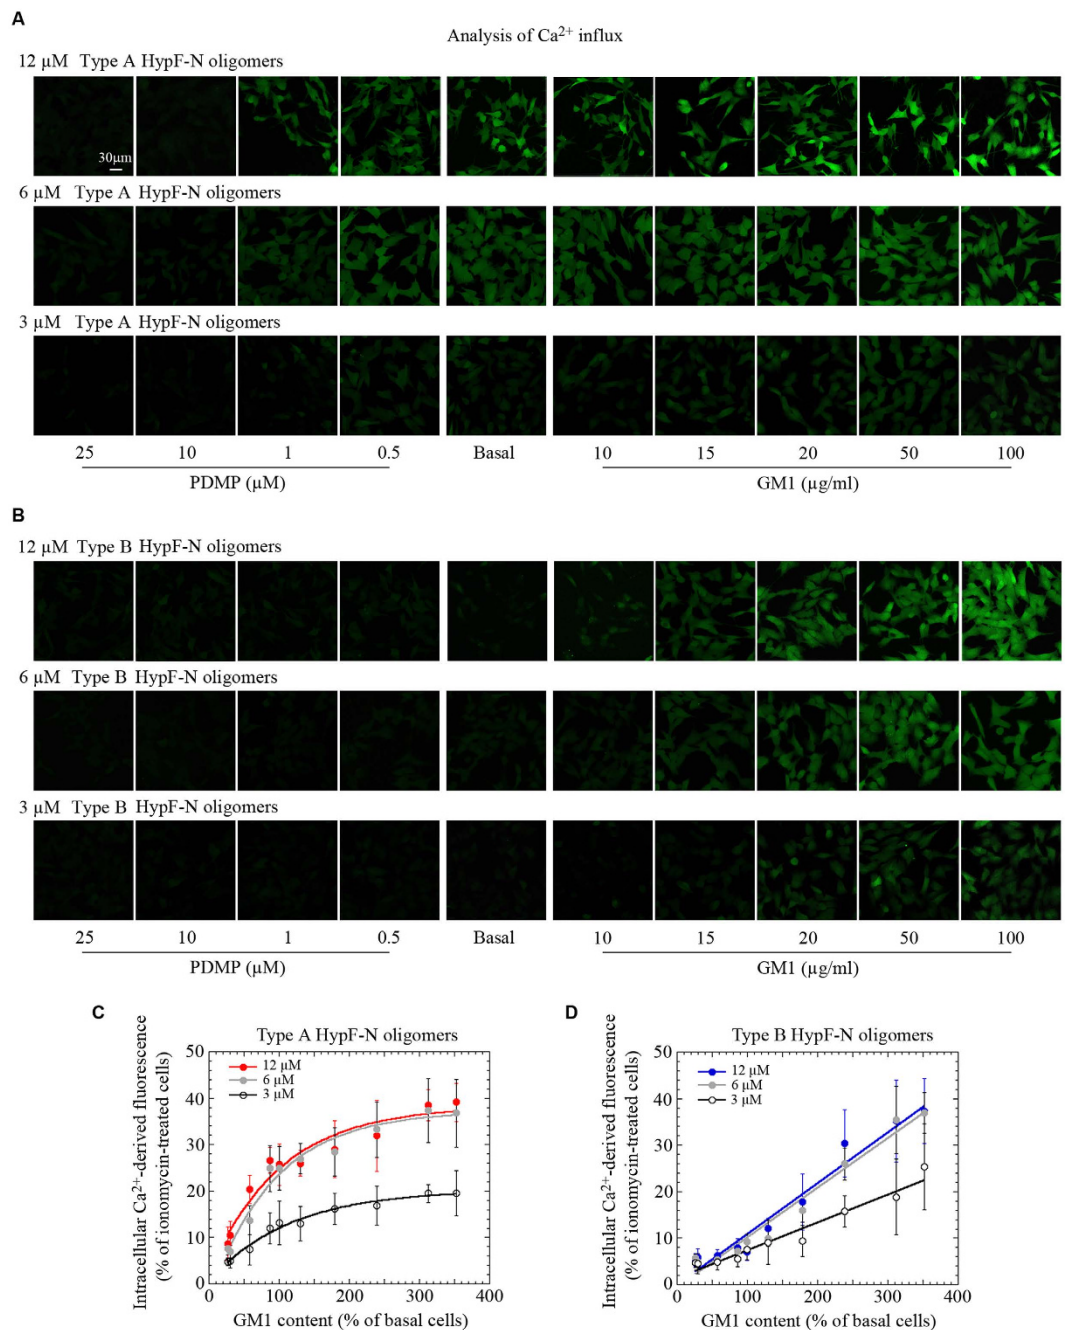 A
Analysis of Ca²⁺ influx
12 µM Type A HypF-N oligomers
30µm
6 µM Type A HypF-N oligomers
3 µM Type A HypF-N oligomers
25 10 1 0.5 Basal 10 15 20 50 100
PDMP (µM) GM1 (µg/ml)
B
12 µM Type B HypF-N oligomers
6 µM Type B HypF-N oligomers
3 µM Type B HypF-N oligomers
25 10 1 0.5 Basal 10 15 20 50 100
PDMP (µM) GM1 (µg/ml)
C
Type A HypF-N oligomers
Intracellular Ca²⁺-derived fluorescence
(% of ionomycin-treated cells)
50
40
30
20
10
0
12 µM
6 µM
3 µM
0 100 200 300 400
GM1 content (% of basal cells)
D
Type B HypF-N oligomers
Intracellular Ca²⁺-derived fluorescence
(% of ionomycin-treated cells)
50
40
30
20
10
0
12 µM
6 µM
3 µM
0 100 200 300 400
GM1 content (% of basal cells)